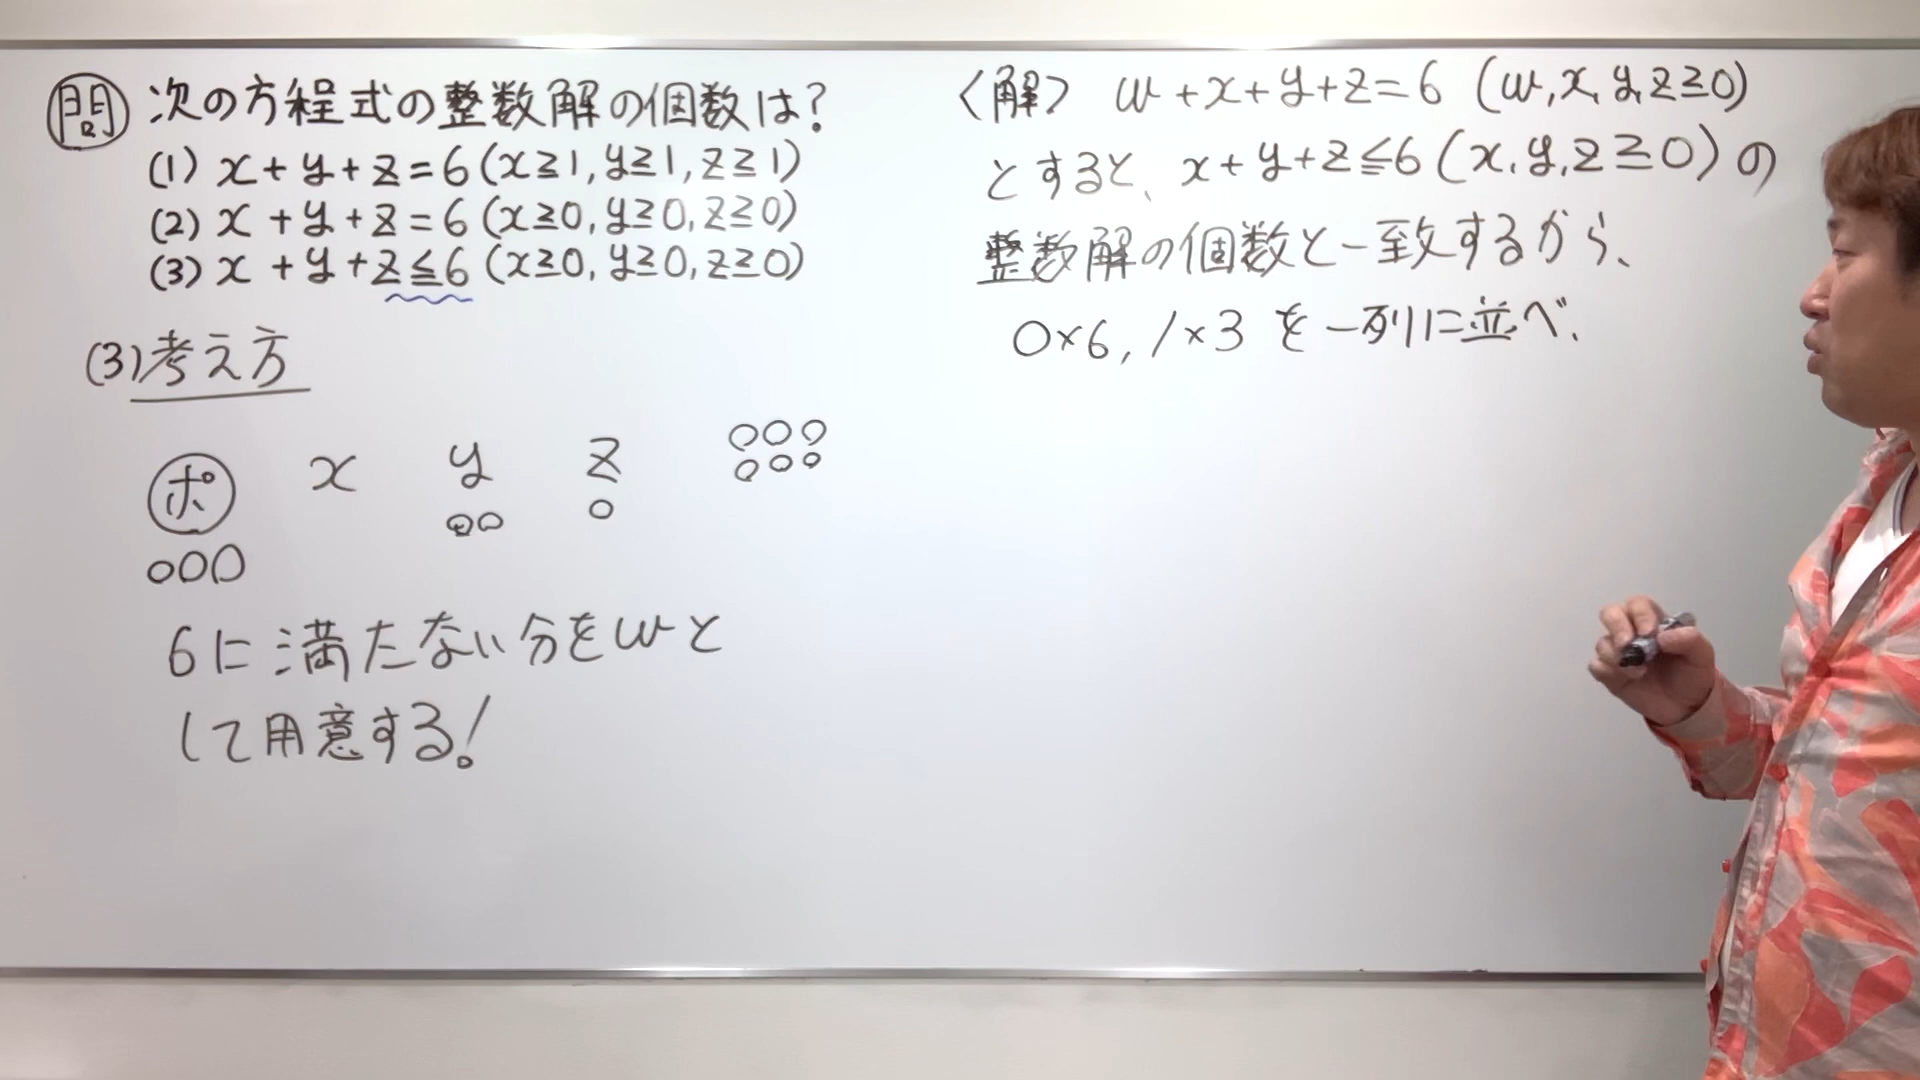 問 次の方程式の整数解の個数は?
(1) x+y+z=6(x≧1,y≧1,z≧1)
(2) x+y+z=6(x≧0,y≧0,z≧0)
(3) x+y+z≦6(x≧0,y≧0,z≧0)
(3)考え方
ポ x y z ○○○
○○○
○○ ○
○○○
6に満たない分をwと
して用意する!
〈解〉 w+x+y+z=6 (w,x,y,z≧0)
とすると、x+y+z≦6(x,y,z≧0)の
整数解の個数と一致するから、
○×6, /×3 を一列に並べ、